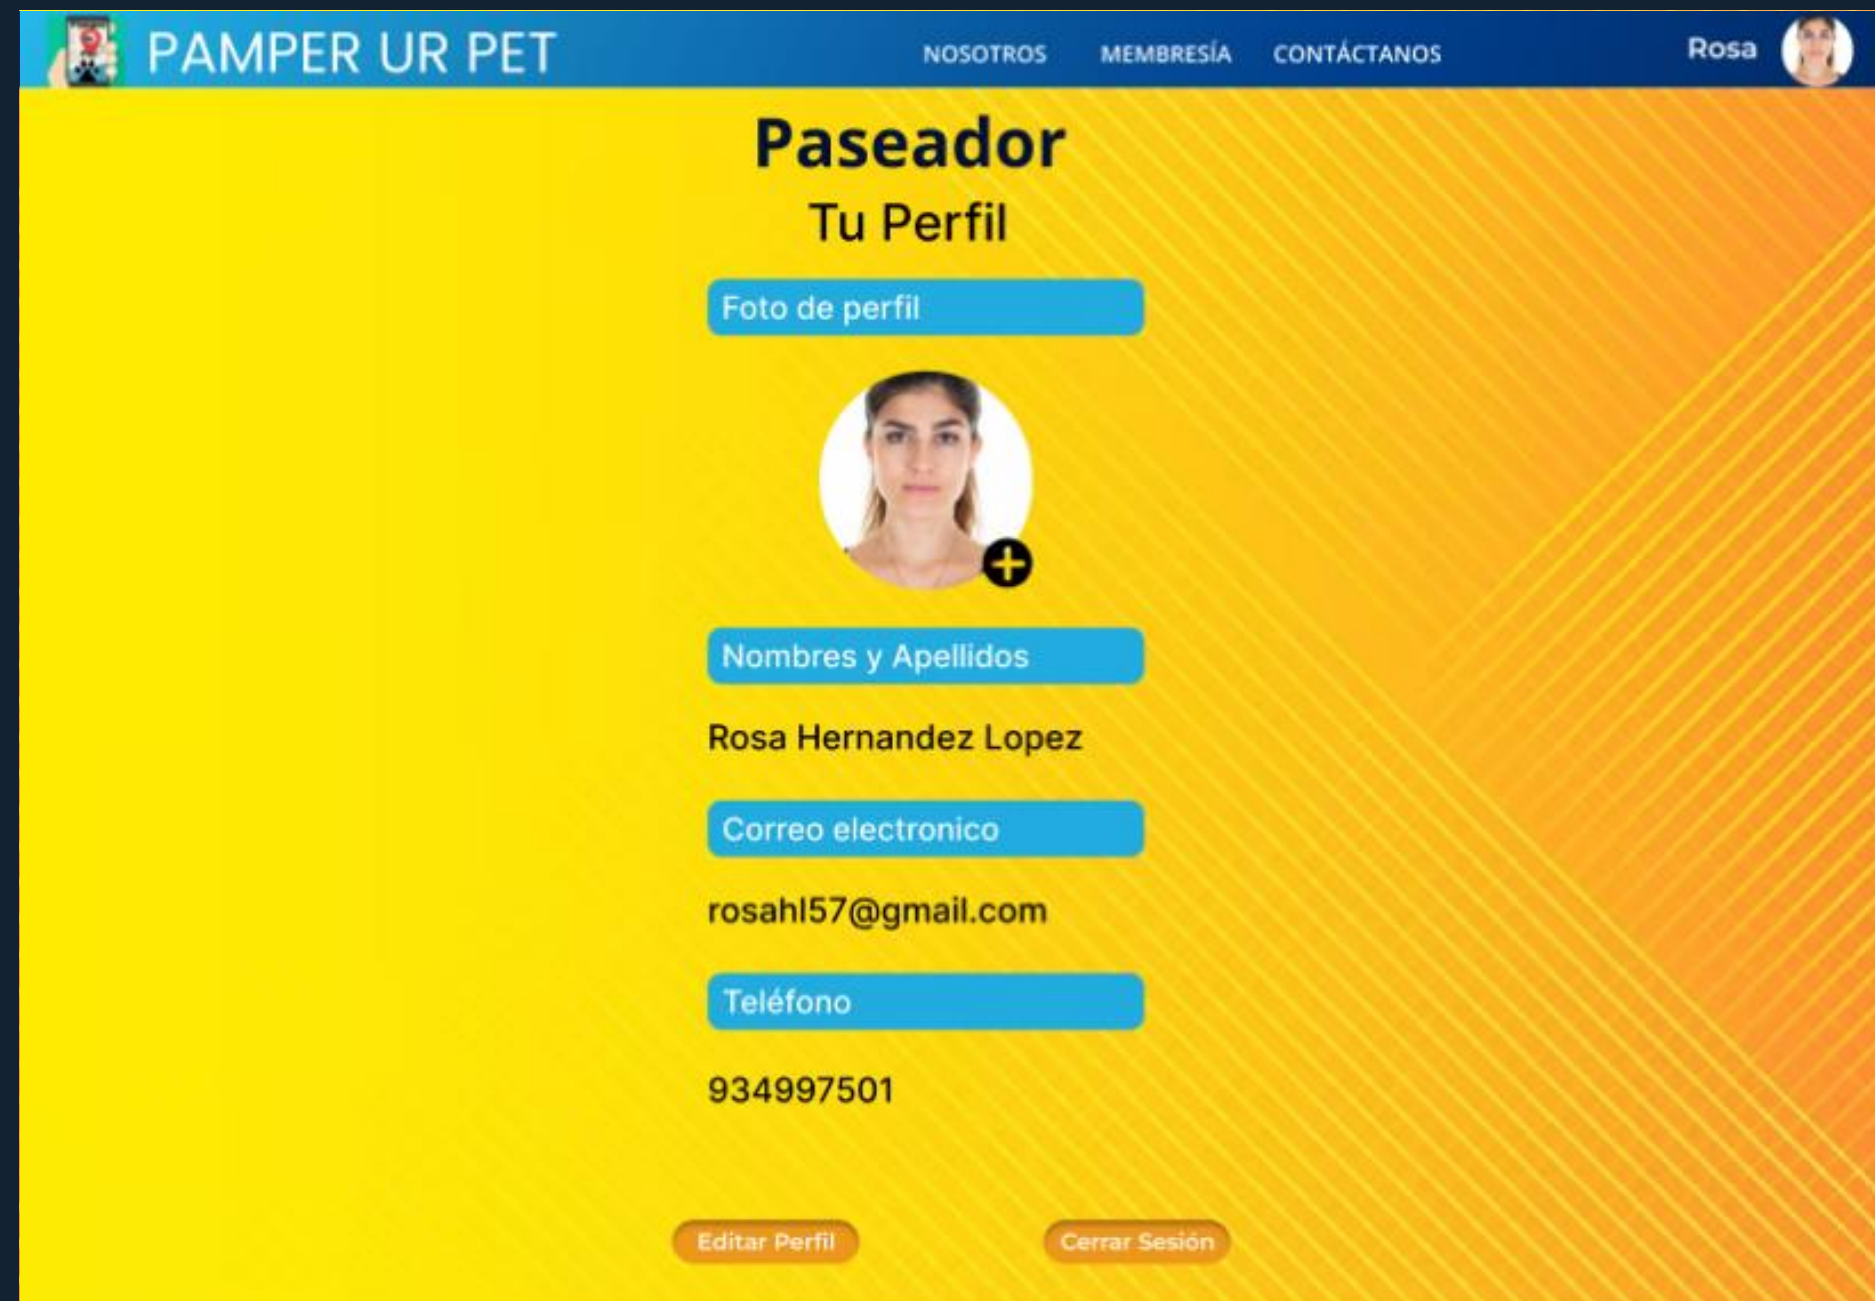 PAMPER UR PET
NOSOTROS MEMBRESÍA CONTÁCTANOS Rosa
Paseador
Tu Perfil
Foto de perfil
Nombres y Apellidos
Rosa Hernandez Lopez
Correo electronico
rosahl57@gmail.com
Teléfono
934997501
Editar Perfil Cerrar Sesión